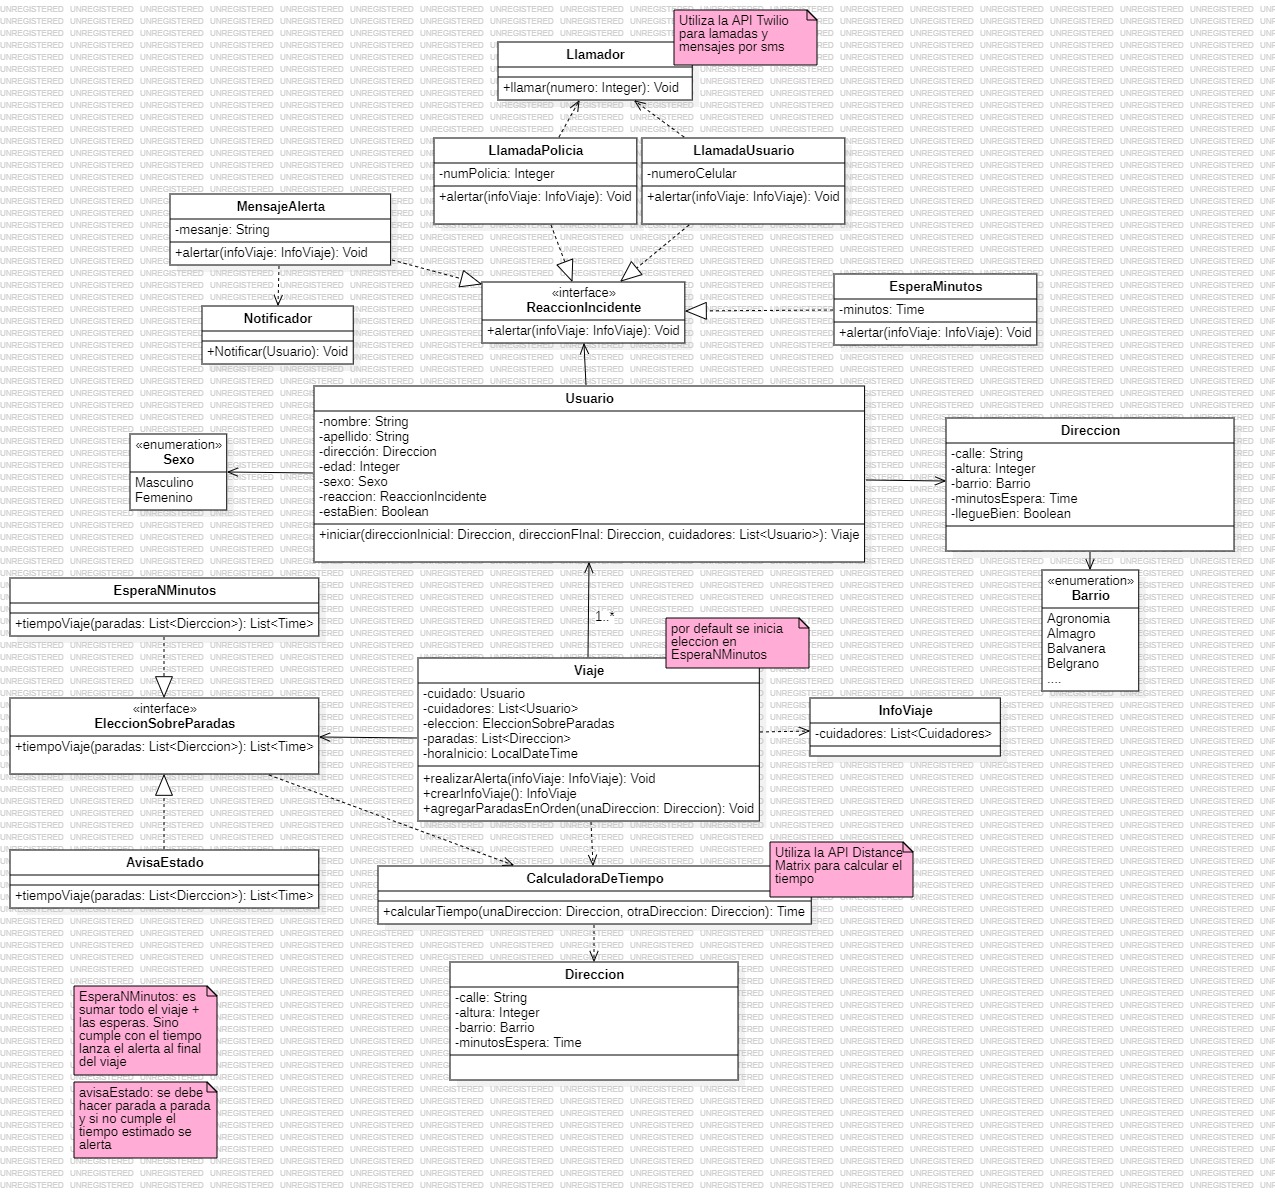 Utiliza la API Twilio
para lamadas y
mensajes por sms
Llamador
+llamar(numero: Integer): Void
LlamadaPolicia
-numPolicia: Integer
+alertar(infoViaje: InfoViaje): Void
LlamadaUsuario
-numeroCelular
+alertar(infoViaje: InfoViaje): Void
MensajeAlerta
-mesanje: String
+alertar(infoViaje: InfoViaje): Void
Notificador
+Notificar(Usuario): Void
«interface»
ReaccionIncidente
+alertar(infoViaje: InfoViaje): Void
EsperaMinutos
-minutos: Time
+alertar(infoViaje: InfoViaje): Void
Usuario
-nombre: String
-apellido: String
-dirección: Direccion
-edad: Integer
-sexo: Sexo
-reaccion: ReaccionIncidente
-estaBien: Boolean
+iniciar(direccionInicial: Direccion, direccionFInal: Direccion, cuidadores: List<Usuario>): Viaje
«enumeration»
Sexo
Masculino
Femenino
Direccion
-calle: String
-altura: Integer
-barrio: Barrio
-minutosEspera: Time
-llegueBien: Boolean
«enumeration»
Barrio
Agronomia
Almagro
Balvanera
Belgrano
....
EsperaNMinutos
+tiempoViaje(paradas: List<Dierccion>): List<Time>
1..*
por default se inicia
eleccion en
EsperaNMinutos
«interface»
EleccionSobreParadas
+tiempoViaje(paradas: List<Dierccion>): List<Time>
Viaje
-cuidado: Usuario
-cuidadores: List<Usuario>
-eleccion: EleccionSobreParadas
-paradas: List<Direccion>
-horaInicio: LocalDateTime
+realizarAlerta(infoViaje: InfoViaje): Void
+crearInfoViaje(): InfoViaje
+agregarParadasEnOrden(unaDireccion: Direccion): Void
InfoViaje
-cuidadores: List<Cuidadores>
AvisaEstado
+tiempoViaje(paradas: List<Dierccion>): List<Time>
Utiliza la API Distance
Matrix para calcular el
tiempo
CalculadoraDeTiempo
+calcularTiempo(unaDireccion: Direccion, otraDireccion: Direccion): Time
Direccion
-calle: String
-altura: Integer
-barrio: Barrio
-minutosEspera: Time
EsperaNMinutos: es
sumar todo el viaje +
las esperas. Sino
cumple con el tiempo
lanza el alerta al final
del viaje
avisaEstado: se debe
hacer parada a parada
y si no cumple el
tiempo estimado se
alerta